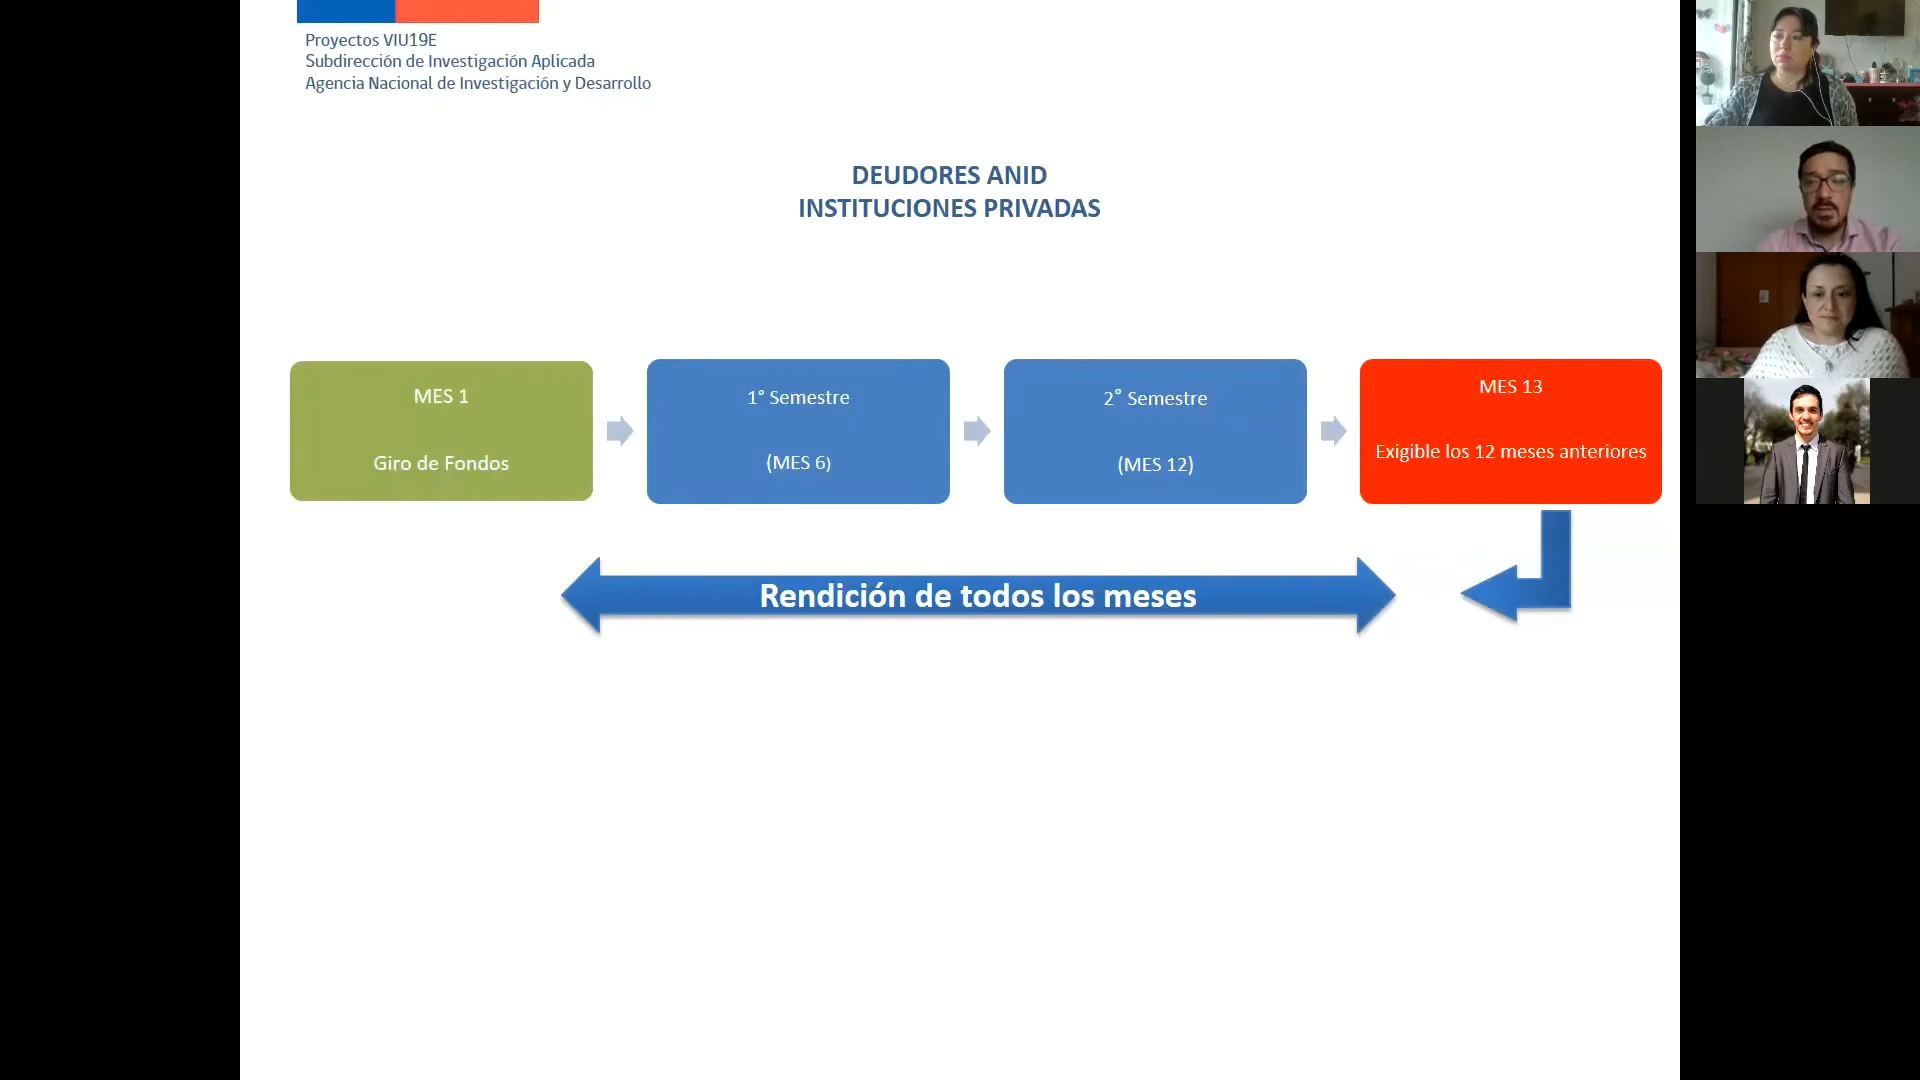 Proyectos VIU19E
Subdirección de Investigación Aplicada
Agencia Nacional de Investigación y Desarrollo
DEUDORES ANID
INSTITUCIONES PRIVADAS
MES 1
Giro de Fondos
1° Semestre
(MES 6)
2° Semestre
(MES 12)
MES 13
Exigible los 12 meses anteriores
Rendición de todos los meses